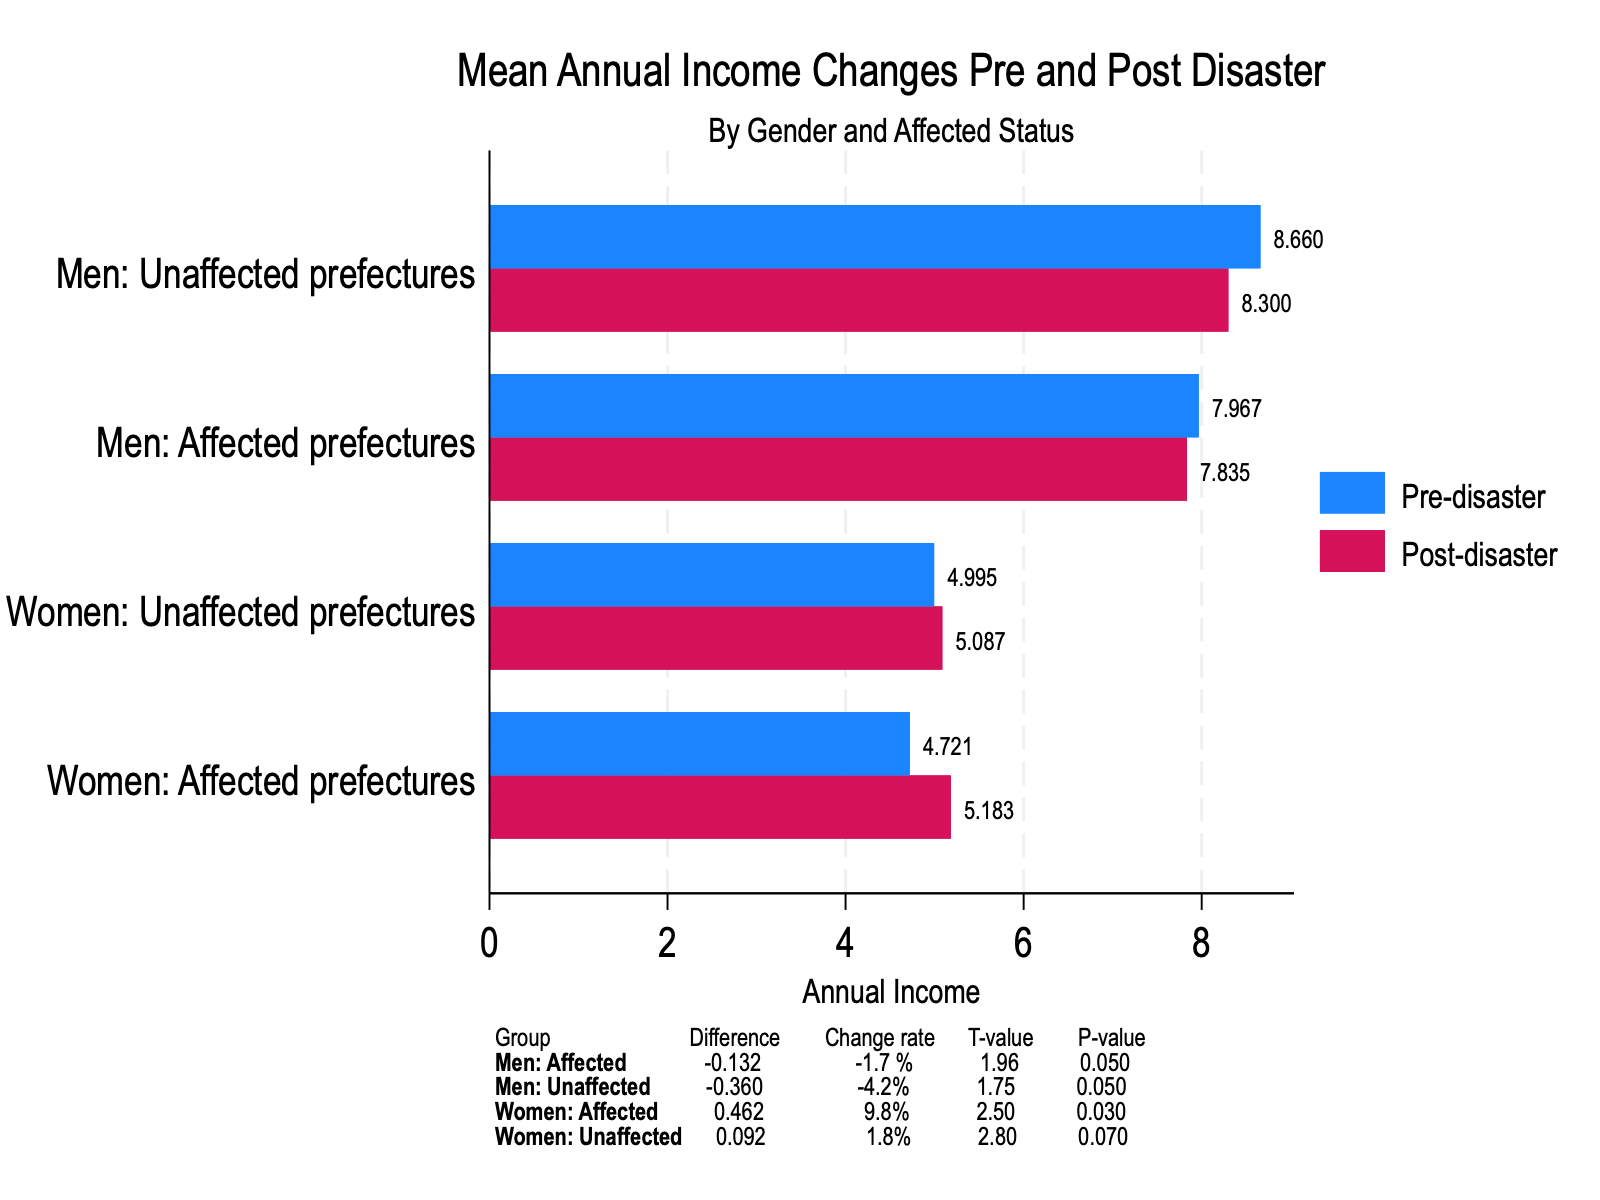 Mean Annual Income Changes Pre and Post Disaster
By Gender and Affected Status
Men: Unaffected prefectures
8.660
8.300
Men: Affected prefectures
7.967
7.835
Women: Unaffected prefectures
4.995
5.087
Women: Affected prefectures
4.721
5.183
Pre-disaster
Post-disaster
0 2 4 6 8
Annual Income
Group Difference Change rate T-value P-value
Men: Affected -0.132 -1.7 % 1.96 0.050
Men: Unaffected -0.360 -4.2% 1.75 0.050
Women: Affected 0.462 9.8% 2.50 0.030
Women: Unaffected 0.092 1.8% 2.80 0.070